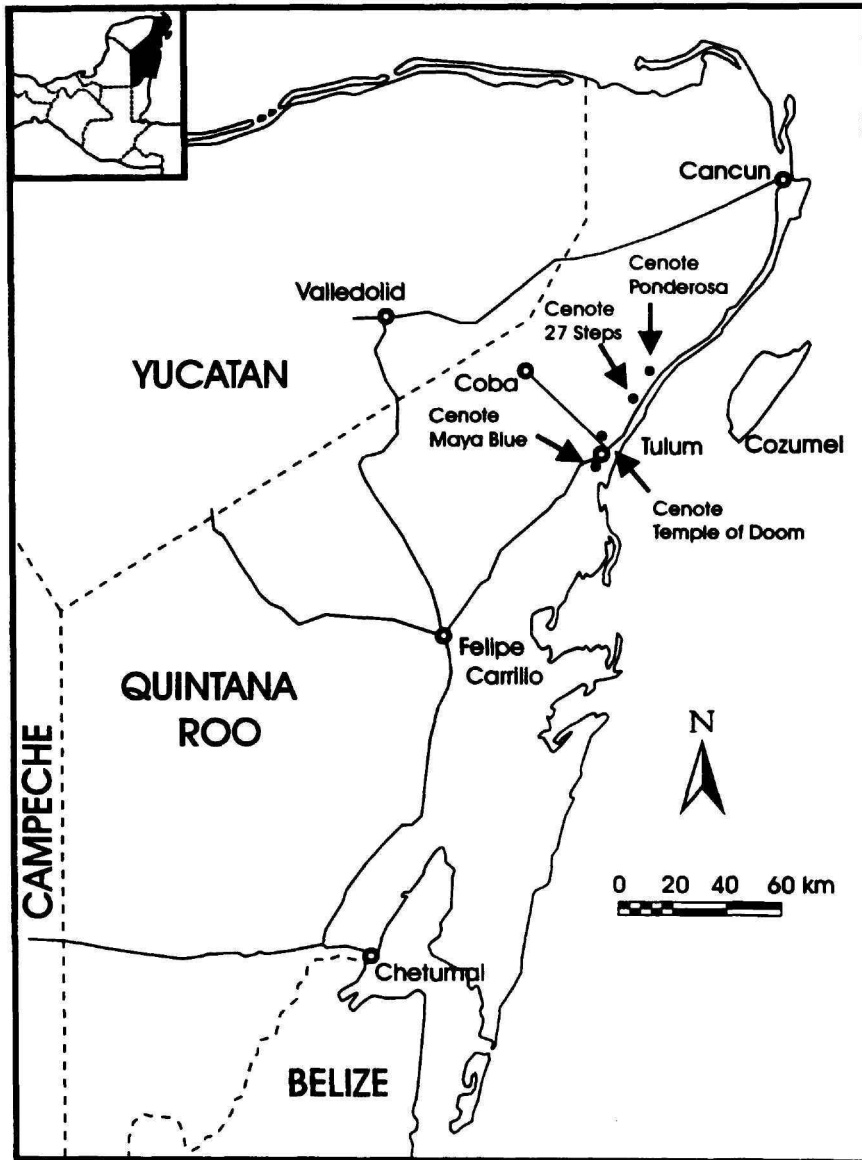 Cancun
Cenote
Ponderosa
Valledolid
Cenote
27 Steps
YUCATAN
Coba
Cenote
Maya Blue
Tulum
Cozumel
Cenote
Temple of Doom
Felipe
Carrillo
QUINTANA
ROO
CAMPECHE
N
0 20 40 60 km
Chetumal
BELIZE